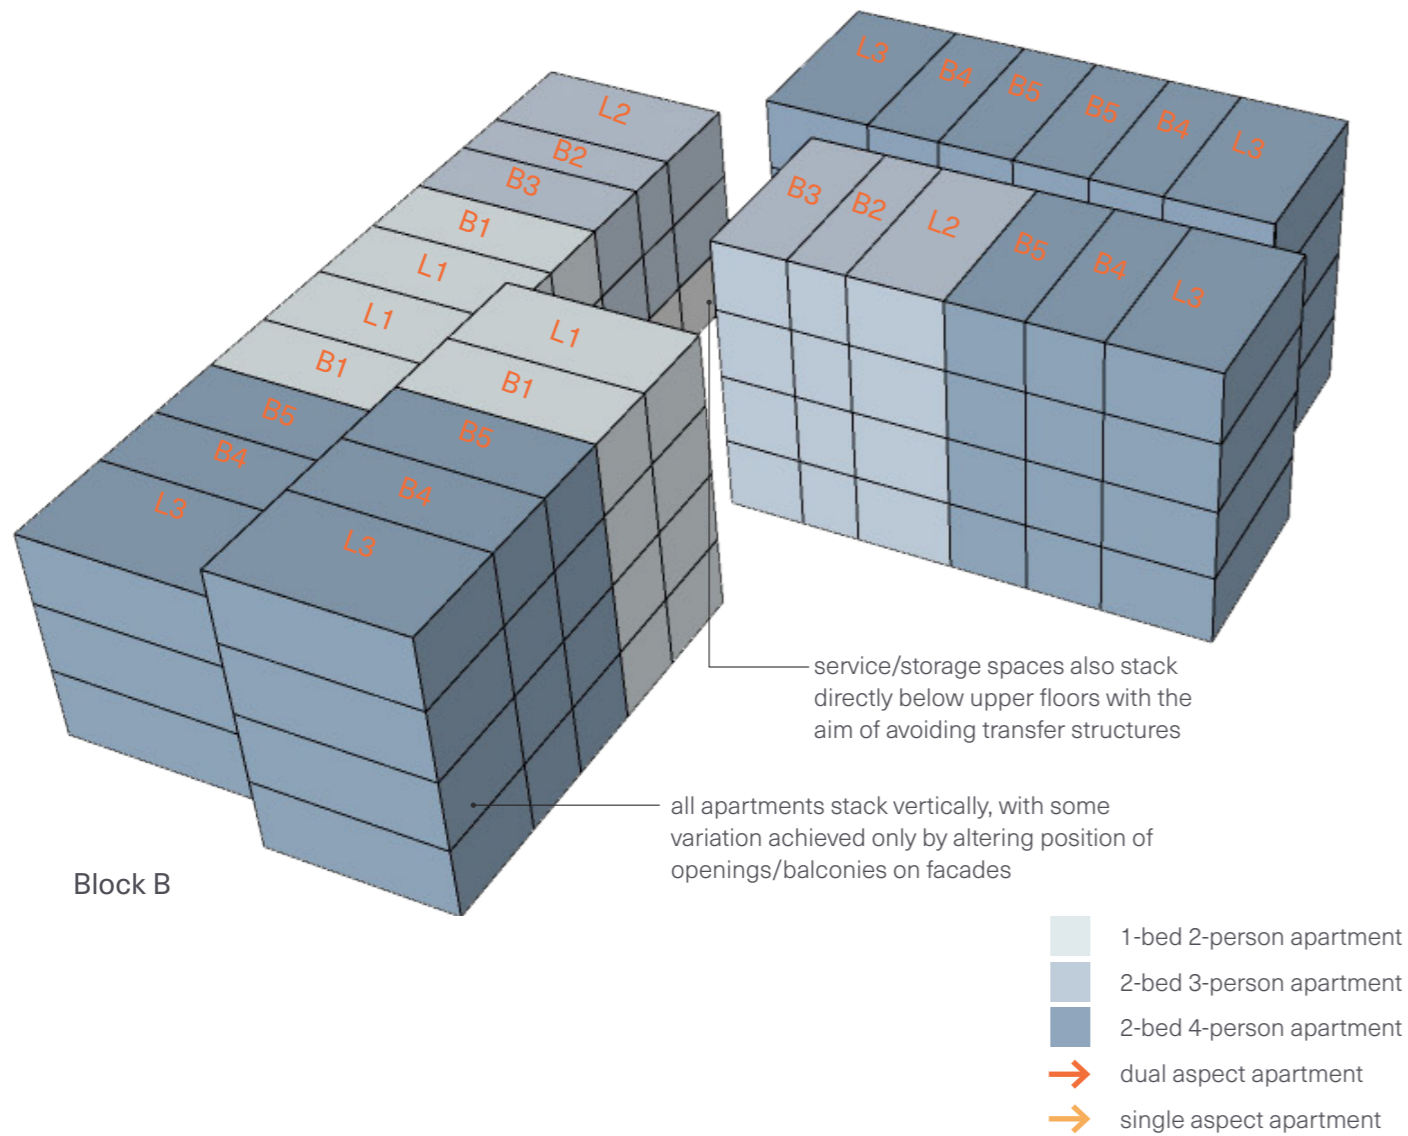 L3
B4
B5
B5
B4
L3
L2
B2
B3
B1
L1
L1
B1
B5
B4
L3
L1
B1
B5
B4
L3
B3
B2
L2
B5
B4
L3
service/storage spaces also stack
directly below upper floors with the
aim of avoiding transfer structures
all apartments stack vertically, with some
variation achieved only by altering position of
openings/balconies on facades
Block B
1-bed 2-person apartment
2-bed 3-person apartment
2-bed 4-person apartment
dual aspect apartment
single aspect apartment